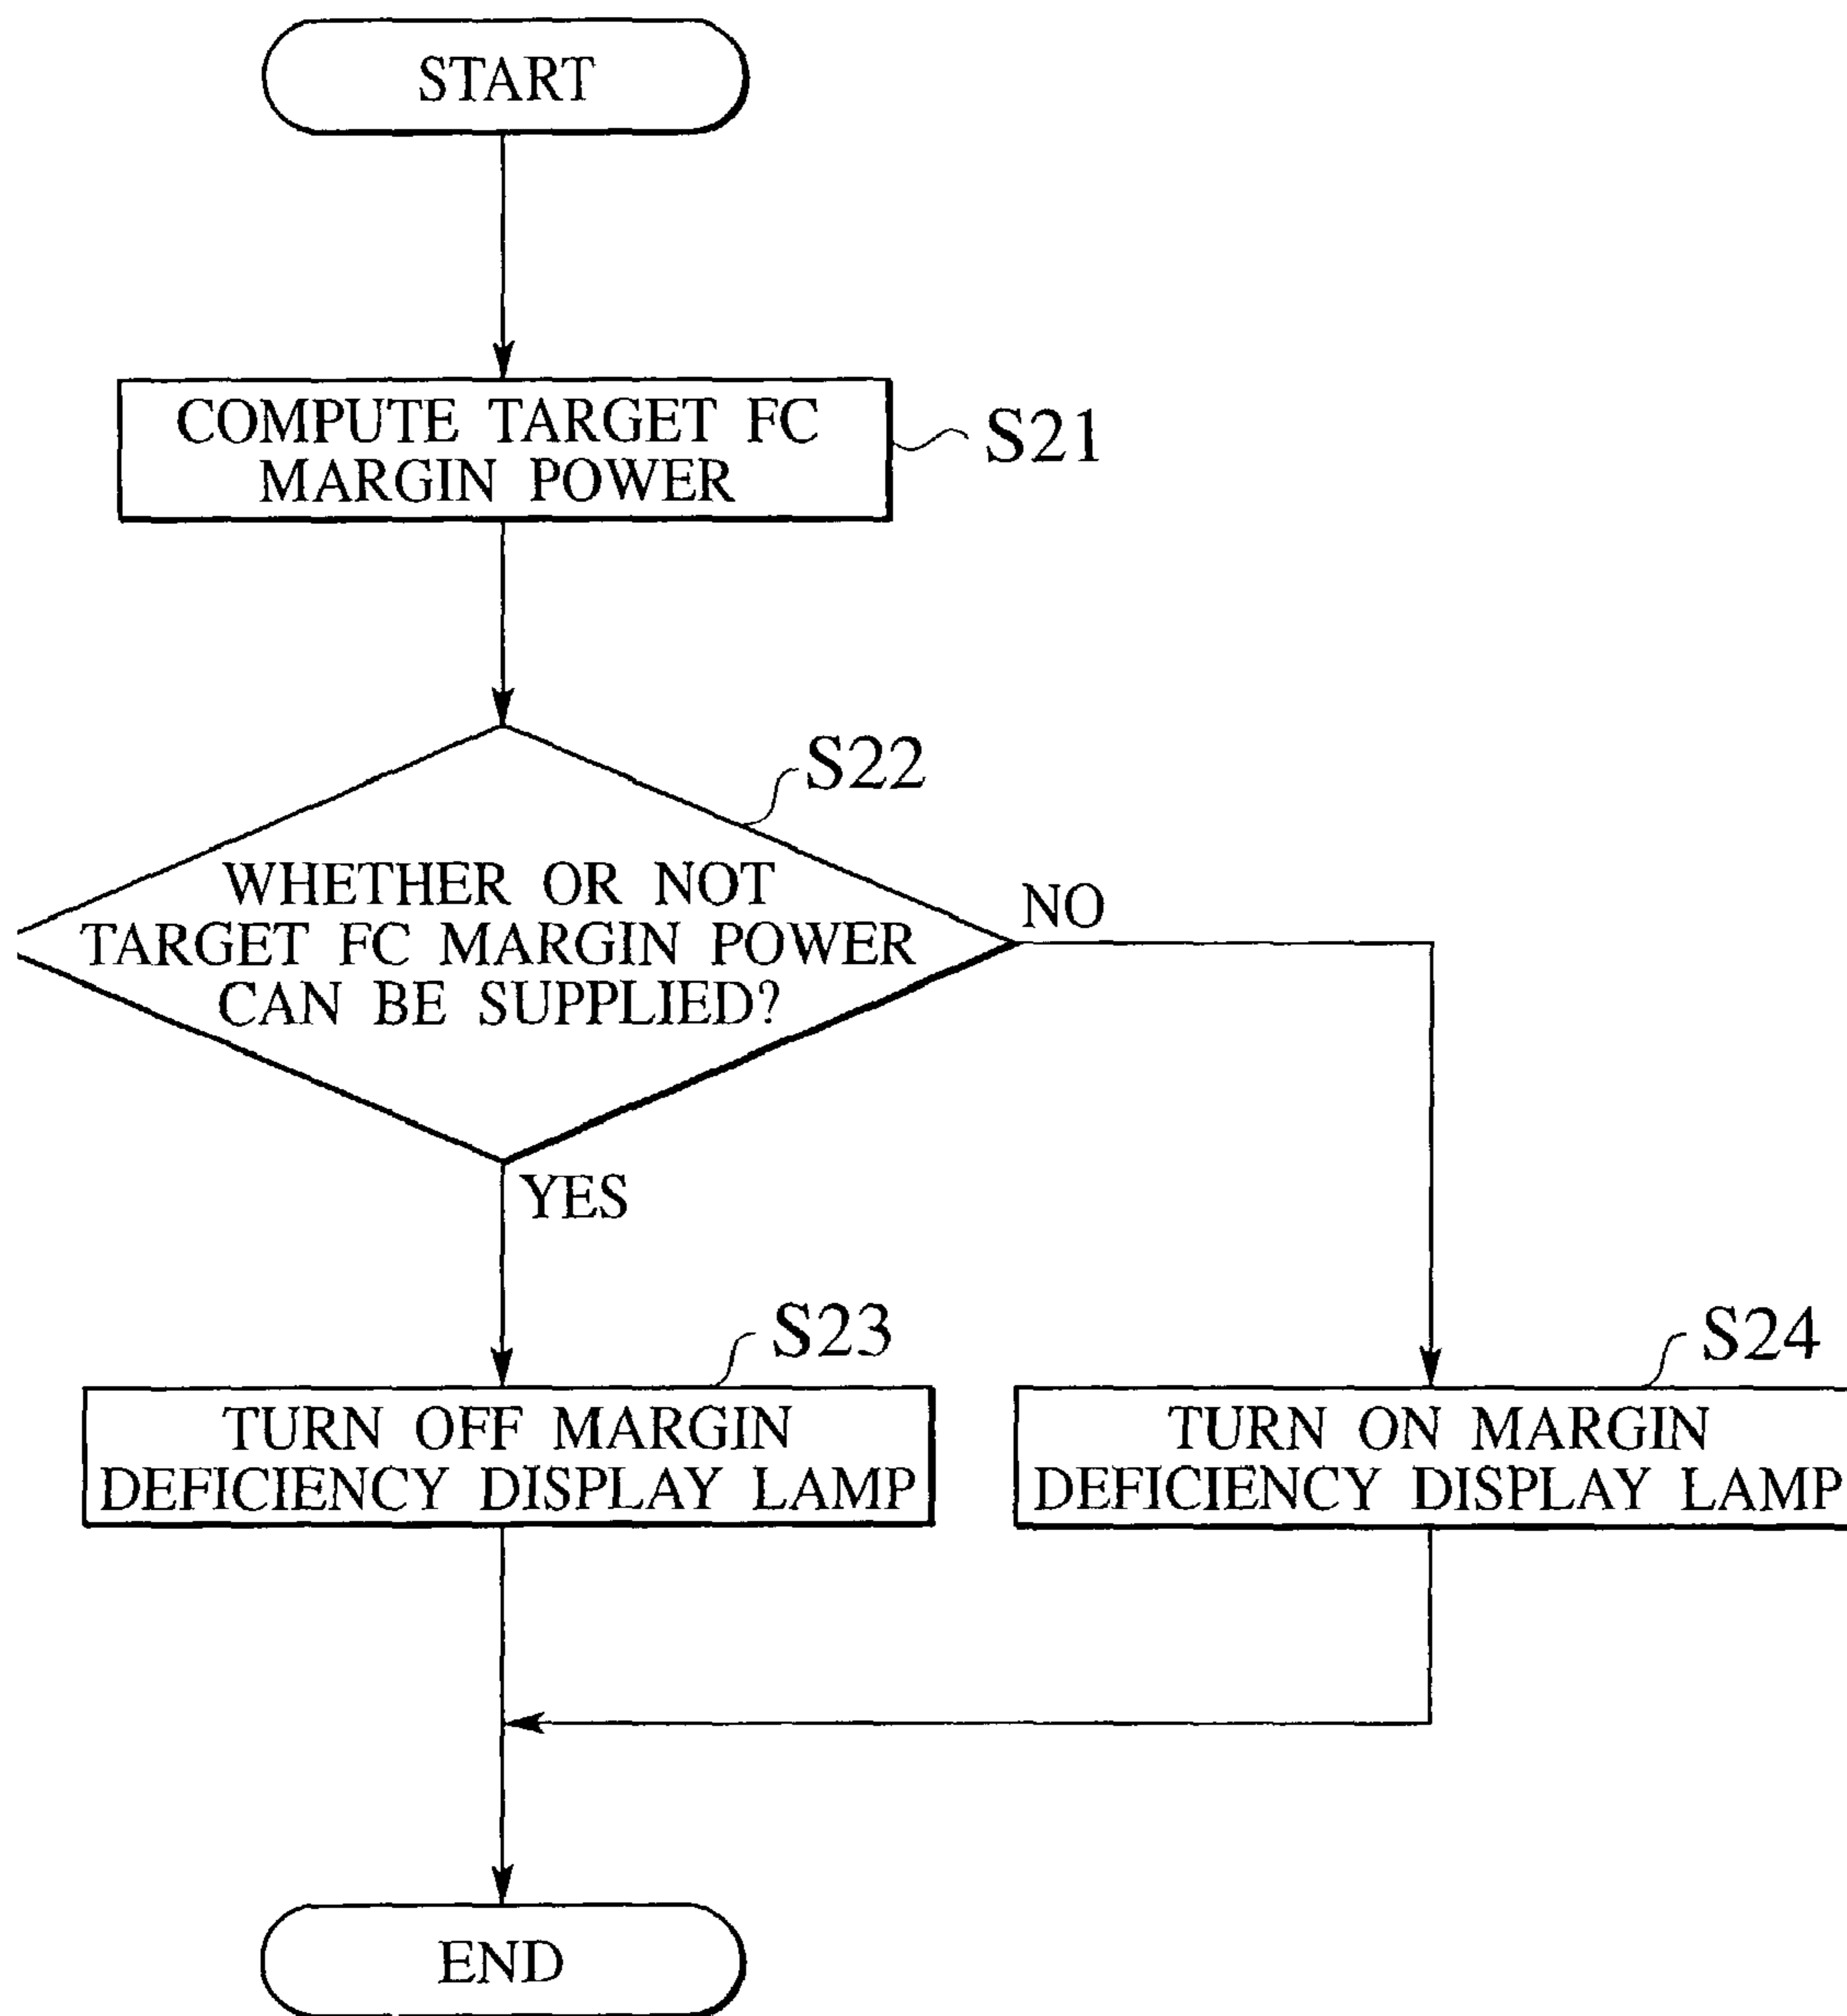 START
COMPUTE TARGET FC
MARGIN POWER
S21
S22
WHETHER OR NOT
TARGET FC MARGIN POWER
CAN BE SUPPLIED?
NO
YES
S23
TURN OFF MARGIN
DEFICIENCY DISPLAY LAMP
S24
TURN ON MARGIN
DEFICIENCY DISPLAY LAMP
END